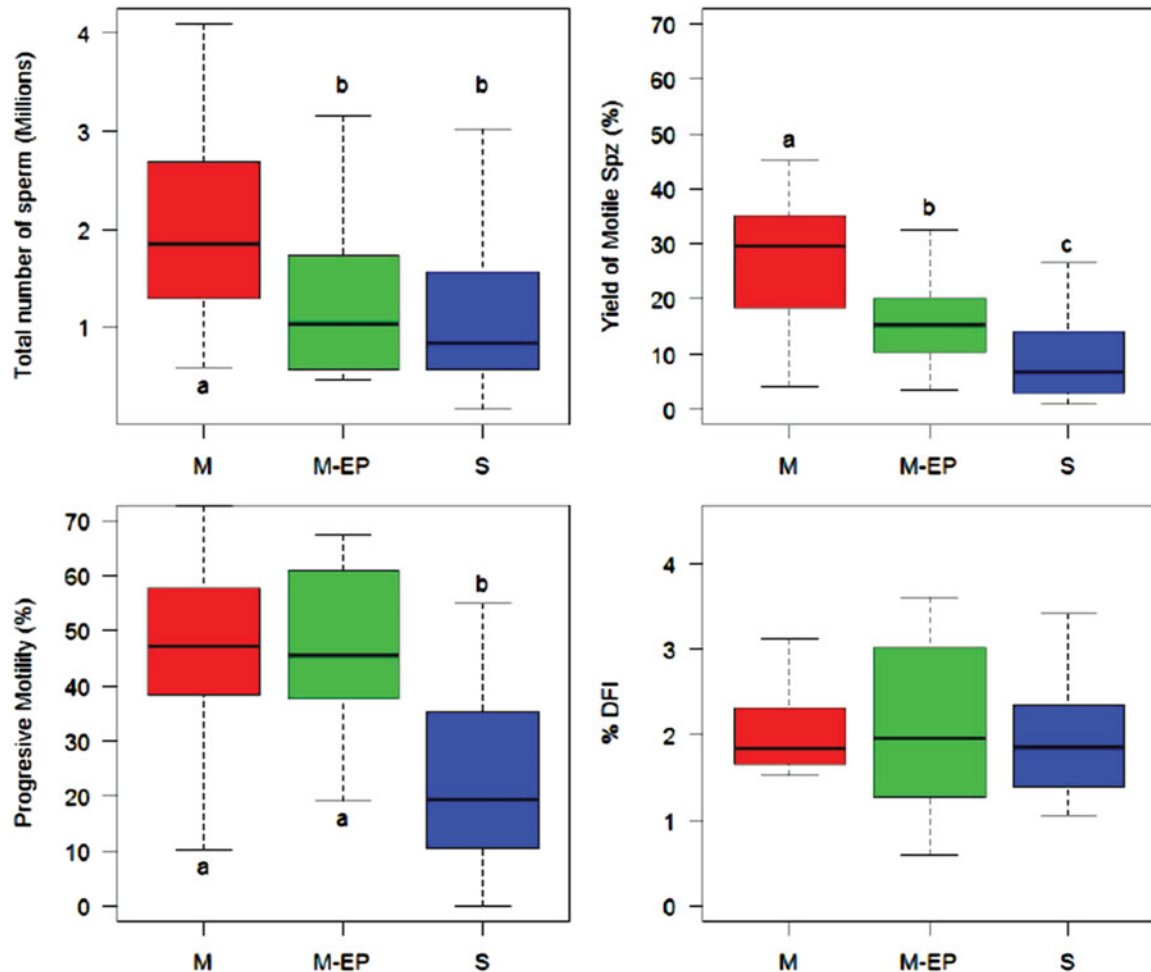 Total number of sperm (Millions)
4
3
2
1
a
b
b
M
M-EP
S
Yield of Motile Spz (%)
70
60
50
40
30
20
10
0
a
b
c
M
M-EP
S
Progresive Motility (%)
70
60
50
40
30
20
10
0
a
a
b
M
M-EP
S
% DFI
4
3
2
1
0
M
M-EP
S